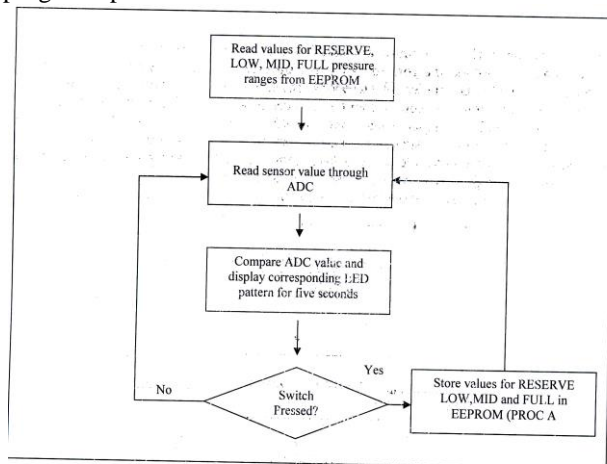 Read values for RESERVE,
LOW, MID, FULL pressure
ranges from EEPROM
Read sensor value through
ADC
Compare ADC value and
display corresponding LED
pattern for five seconds
Switch
Pressed?
No
Yes
Store values for RESERVE
LOW,MID and FULL in
EEPROM (PROC A